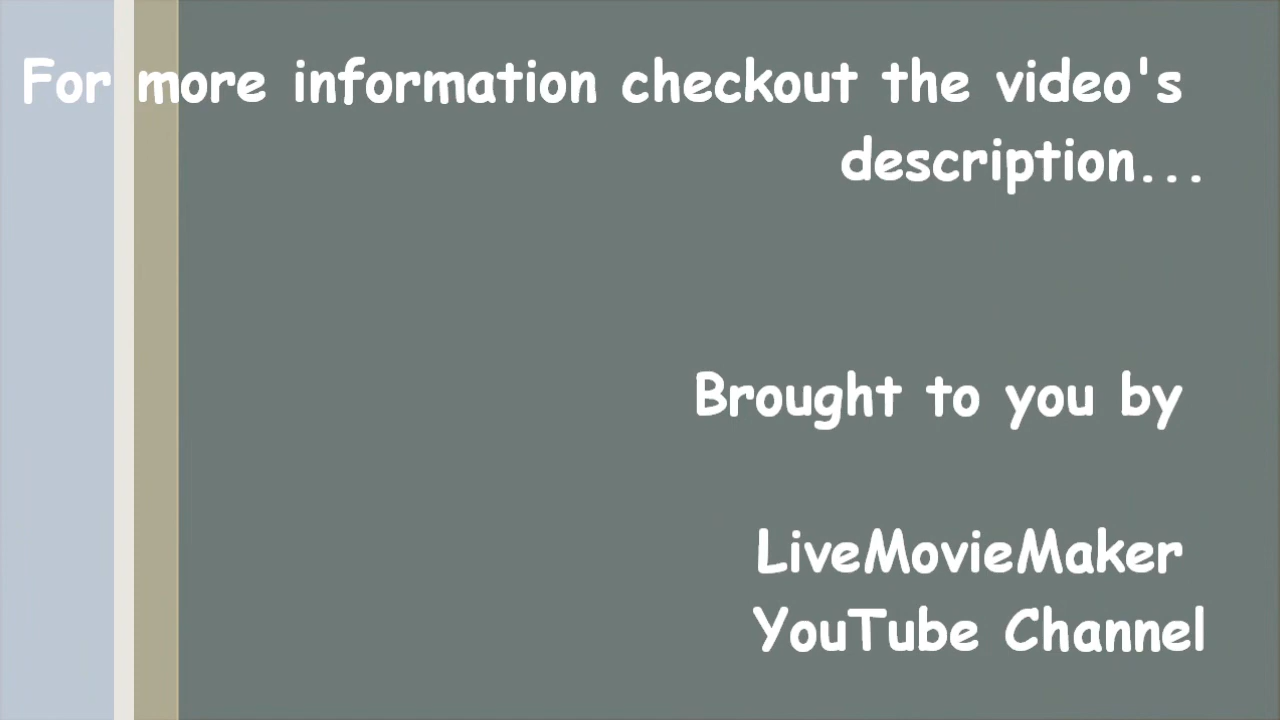 For more information checkout the video's
description...
Brought to you by
LiveMovieMaker
YouTube Channel